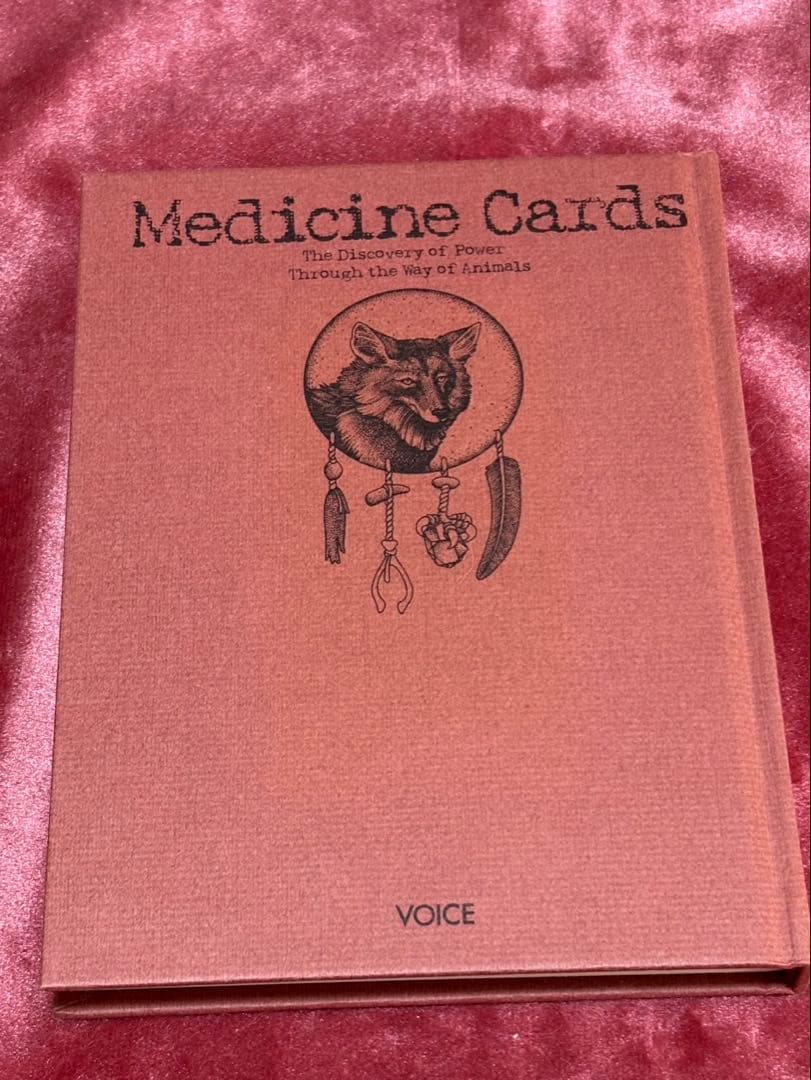 Medicine Cards
The Discovery of Power
Through the Way of Animals
VOICE